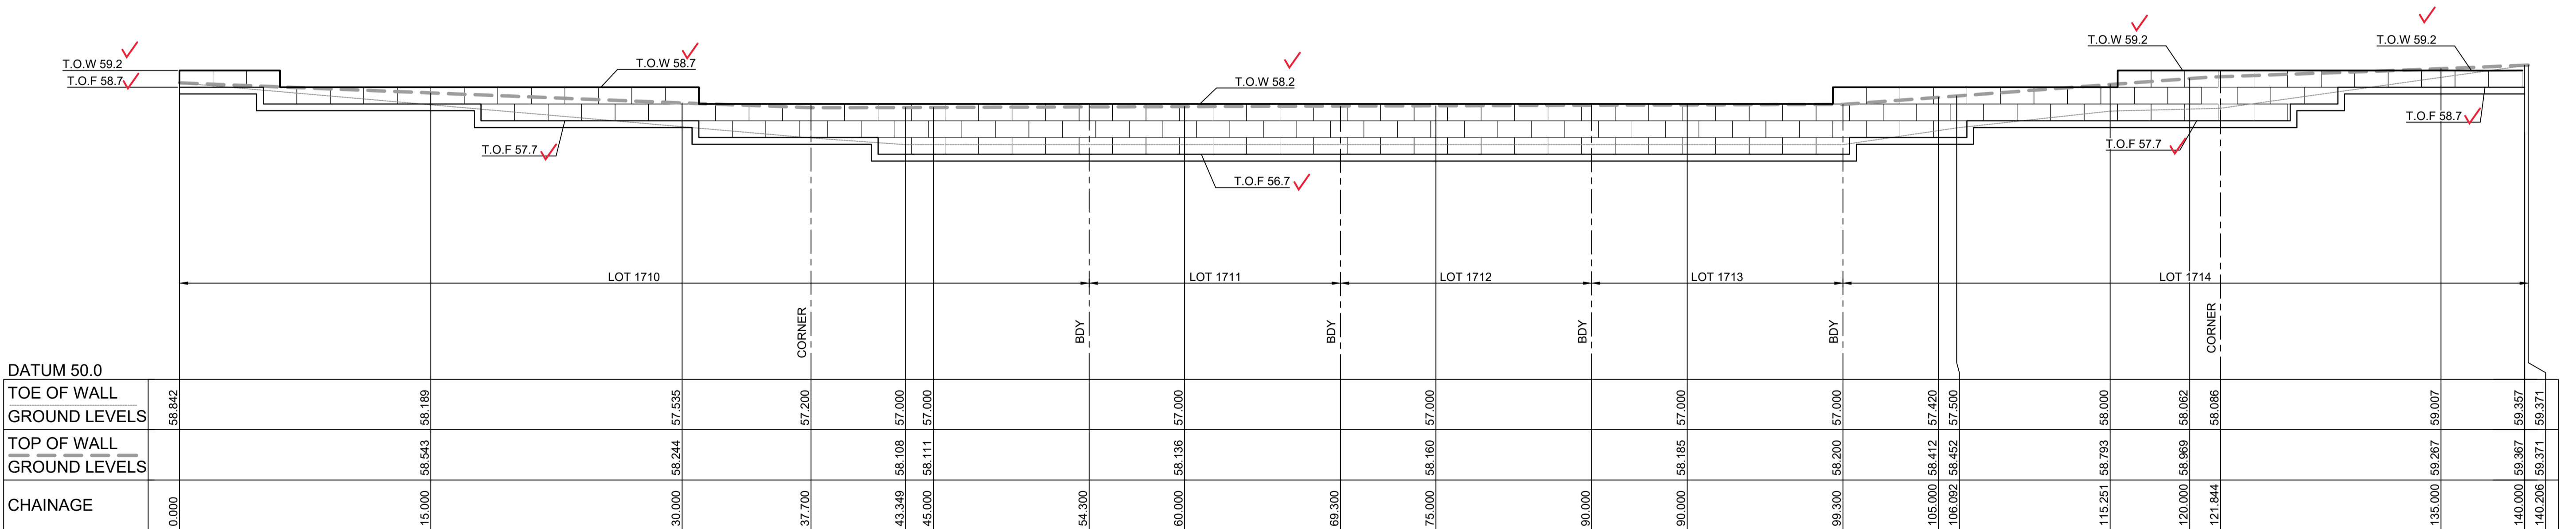 T.O.W 59.2
T.O.F 58.7
T.O.W 58.7
T.O.W 58.2
T.O.W 59.2
T.O.W 59.2
T.O.F 57.7
T.O.F 56.7
T.O.F 57.7
T.O.F 58.7
LOT 1710
LOT 1711
LOT 1712
LOT 1713
LOT 1714
CORNER
BDY
BDY
BDY
BDY
CORNER
DATUM 50.0
TOE OF WALL
GROUND LEVELS
58.842 58.189 57.535 57.200 57.000 57.000 57.000 57.000 57.000 57.000 57.420 57.500 58.000 58.062 58.086 59.007 59.357 59.371
TOP OF WALL
GROUND LEVELS
58.543 58.244 58.108 58.111 58.136 58.160 58.185 58.200 58.412 58.452 58.793 58.969 59.267 59.367 59.371
CHAINAGE
0.000 15.000 30.000 37.700 43.349 45.000 54.300 60.000 69.300 75.000 90.000 90.000 99.300 105.000 106.092 115.251 120.000 121.844 135.000 140.000 140.206